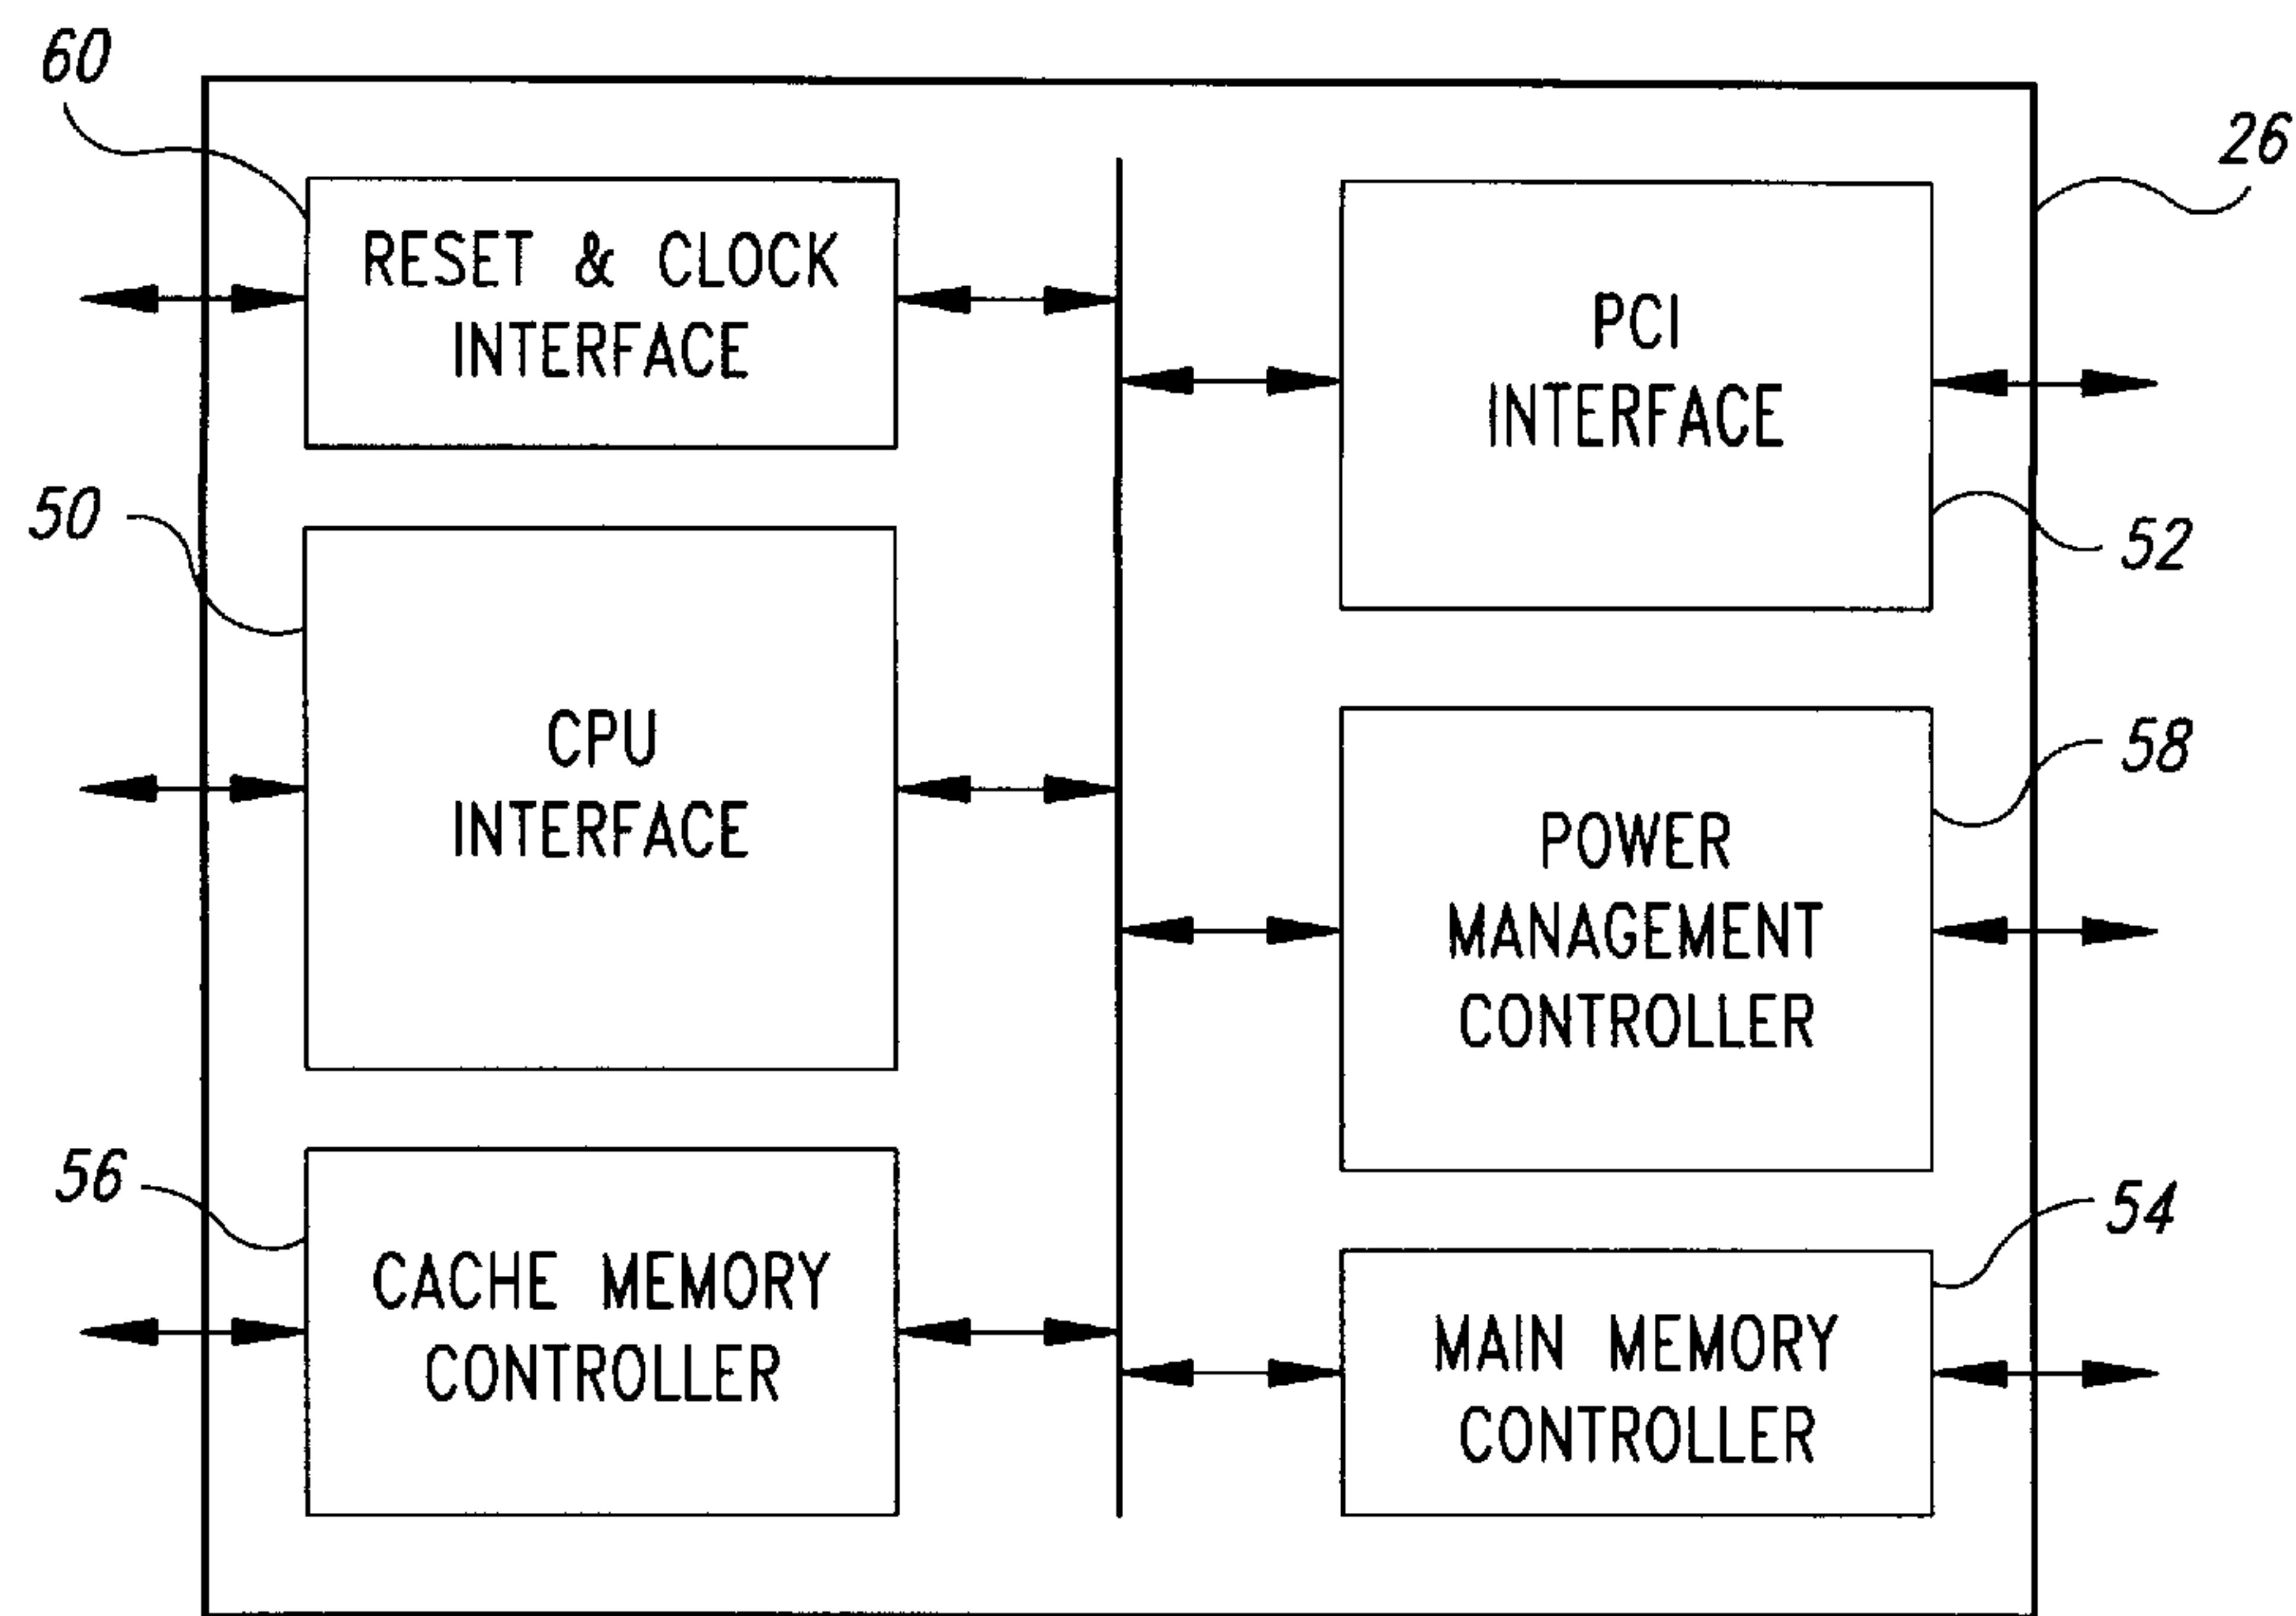 60
26
RESET & CLOCK
INTERFACE
PCI
INTERFACE
50
52
CPU
INTERFACE
58
POWER
MANAGEMENT
CONTROLLER
56
54
CACHE MEMORY
CONTROLLER
MAIN MEMORY
CONTROLLER